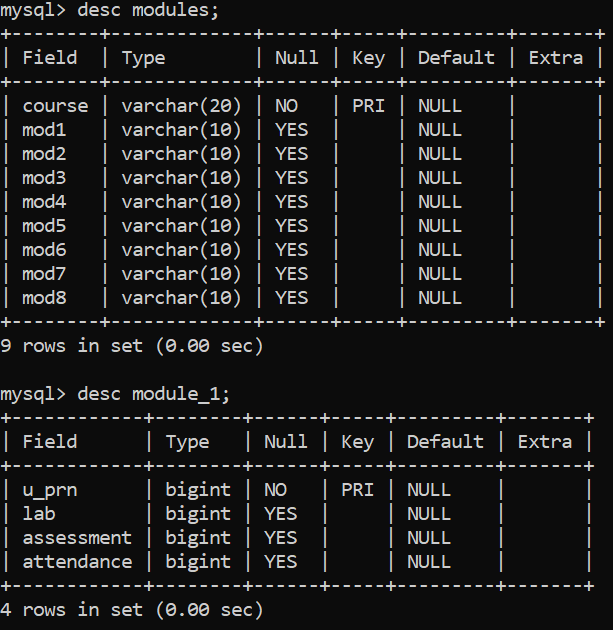 mysql> desc modules;
+--------+-------------+------+-----+---------+-------+
| Field  | Type        | Null | Key | Default | Extra |
+--------+-------------+------+-----+---------+-------+
| course | varchar(20) | NO   | PRI | NULL    |       |
| mod1   | varchar(10) | YES  |     | NULL    |       |
| mod2   | varchar(10) | YES  |     | NULL    |       |
| mod3   | varchar(10) | YES  |     | NULL    |       |
| mod4   | varchar(10) | YES  |     | NULL    |       |
| mod5   | varchar(10) | YES  |     | NULL    |       |
| mod6   | varchar(10) | YES  |     | NULL    |       |
| mod7   | varchar(10) | YES  |     | NULL    |       |
| mod8   | varchar(10) | YES  |     | NULL    |       |
+--------+-------------+------+-----+---------+-------+
9 rows in set (0.00 sec)
mysql> desc module_1;
+------------+--------+------+-----+---------+-------+
| Field      | Type   | Null | Key | Default | Extra |
+------------+--------+------+-----+---------+-------+
| u_prn      | bigint | NO   | PRI | NULL    |       |
| lab        | bigint | YES  |     | NULL    |       |
| assessment | bigint | YES  |     | NULL    |       |
| attendance | bigint | YES  |     | NULL    |       |
+------------+--------+------+-----+---------+-------+
4 rows in set (0.00 sec)